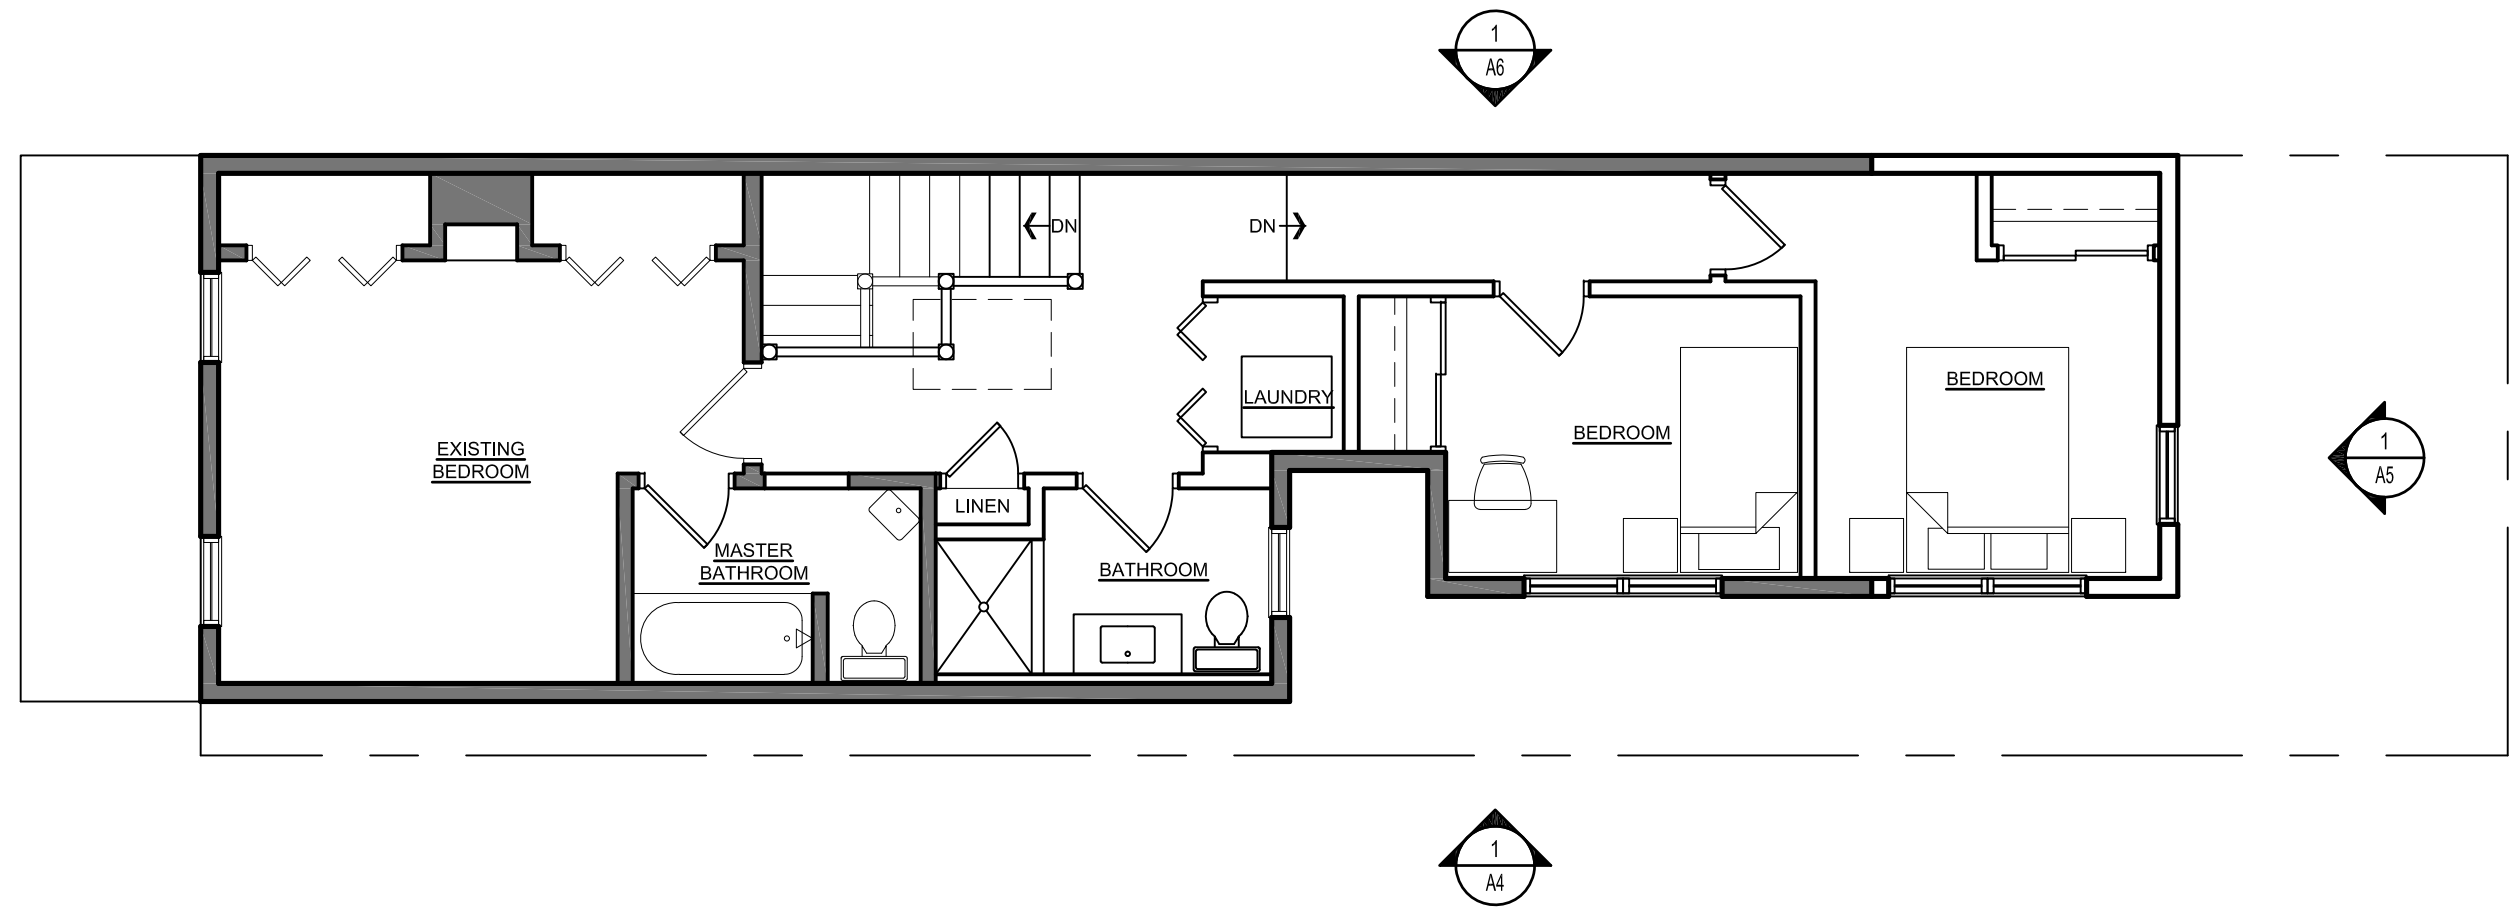 1
A6
DN
DN
LAUNDRY
BEDROOM
BEDROOM
EXISTING
BEDROOM
1
A5
LINEN
MASTER
BATHROOM
BATHROOM
1
A4